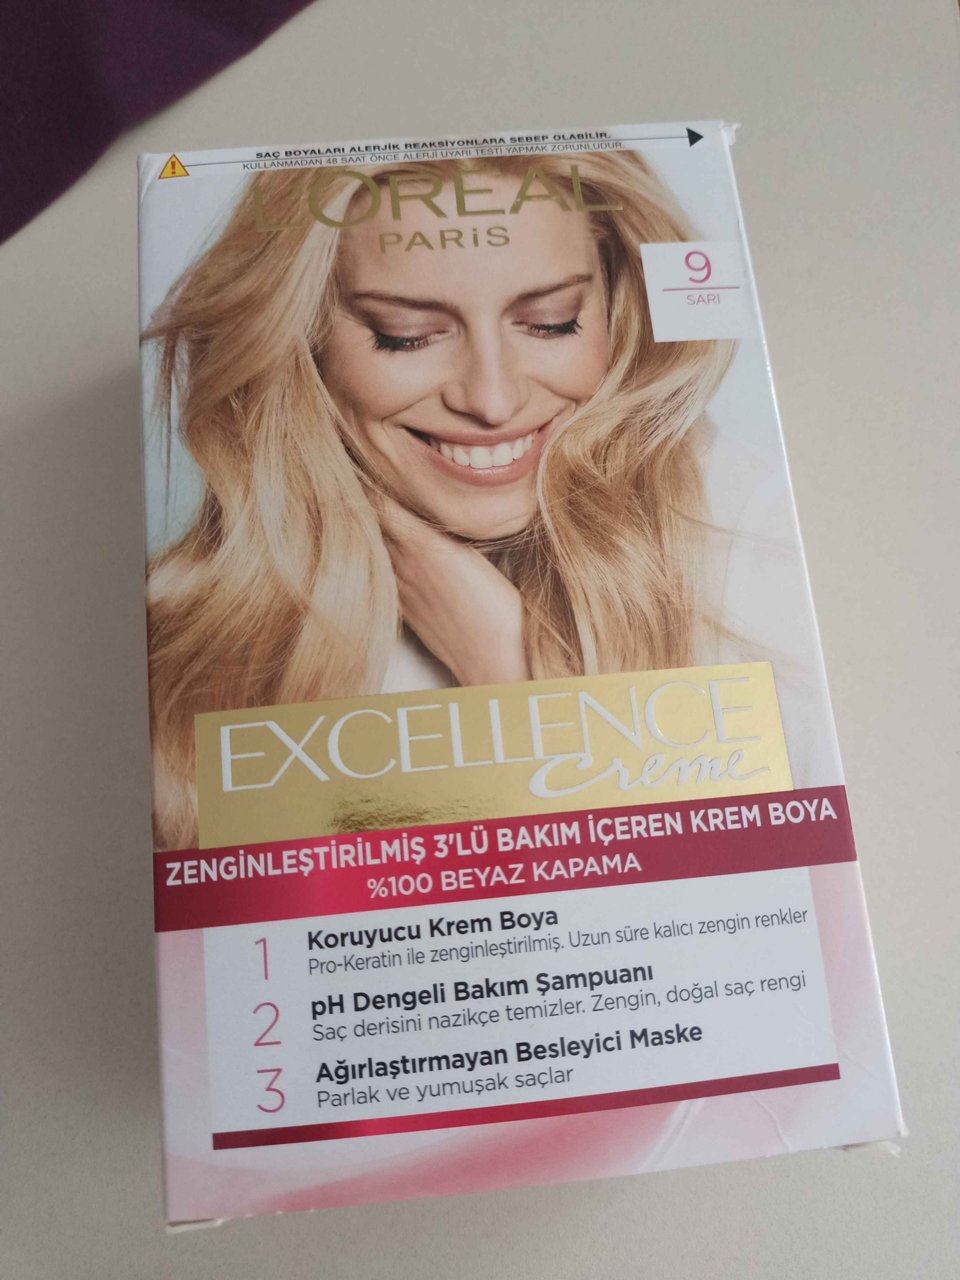 SAÇ BOYALARI ALERJİK REAKSİYONLARA SEBEP OLABİLİR.
KULLANMADAN 48 SAAT ÖNCE ALERJİ UYARI TESTİ YAPMAK ZORUNLUDUR.
L'ORÉAL
PARİS
9
SARI
EXCELLENCE
Creme
ZENGİNLEŞTİRİLMİŞ 3'LÜ BAKIM İÇEREN KREM BOYA
%100 BEYAZ KAPAMA
1 Koruyucu Krem Boya
Pro-Keratin ile zenginleştirilmiş. Uzun süre kalıcı zengin renkler
2 pH Dengeli Bakım Şampuanı
Saç derisini nazikçe temizler. Zengin, doğal saç rengi
3 Ağırlaştırmayan Besleyici Maske
Parlak ve yumuşak saçlar